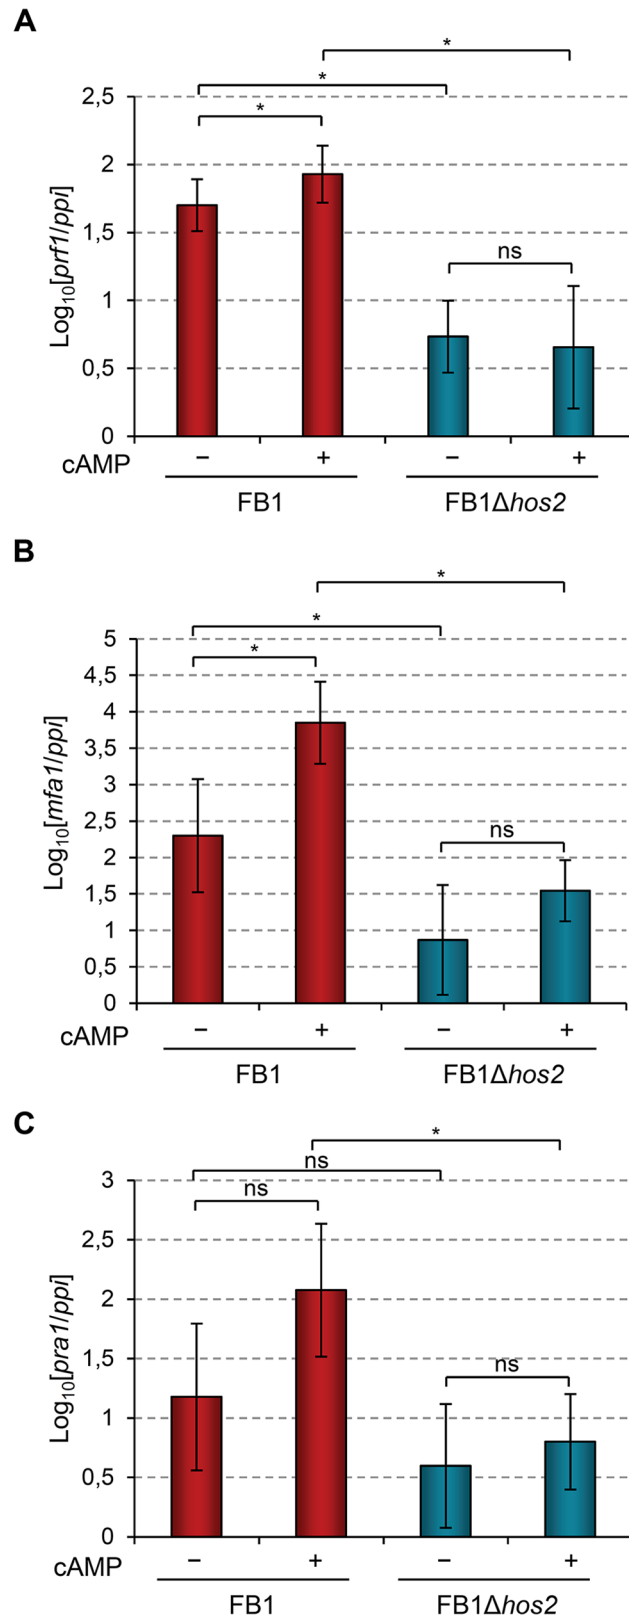 A
*
*
2,5
*
2
1,5
ns
1
0,5
0
Log10[prf1/ppi]
cAMP − + − +
FB1 FB1Δhos2
B
*
*
5
*
4,5
4
3,5
3
2,5
ns
2
1,5
1
0,5
0
Log10[mfa1/ppi]
cAMP − + − +
FB1 FB1Δhos2
C
*
ns
3
ns
2,5
2
1,5
ns
1
0,5
0
Log10[pra1/ppi]
cAMP − + − +
FB1 FB1Δhos2